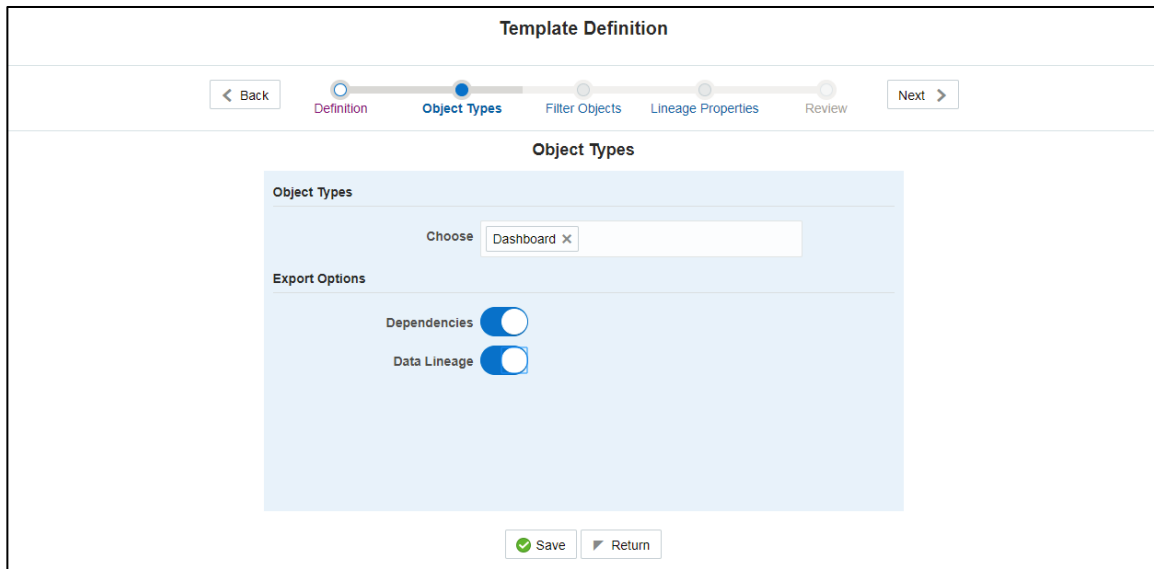 Template Definition
Back
Next
Definition
Object Types
Filter Objects
Lineage Properties
Review
Object Types
Object Types
Choose
Dashboard
Export Options
Dependencies
Data Lineage
Save
Return